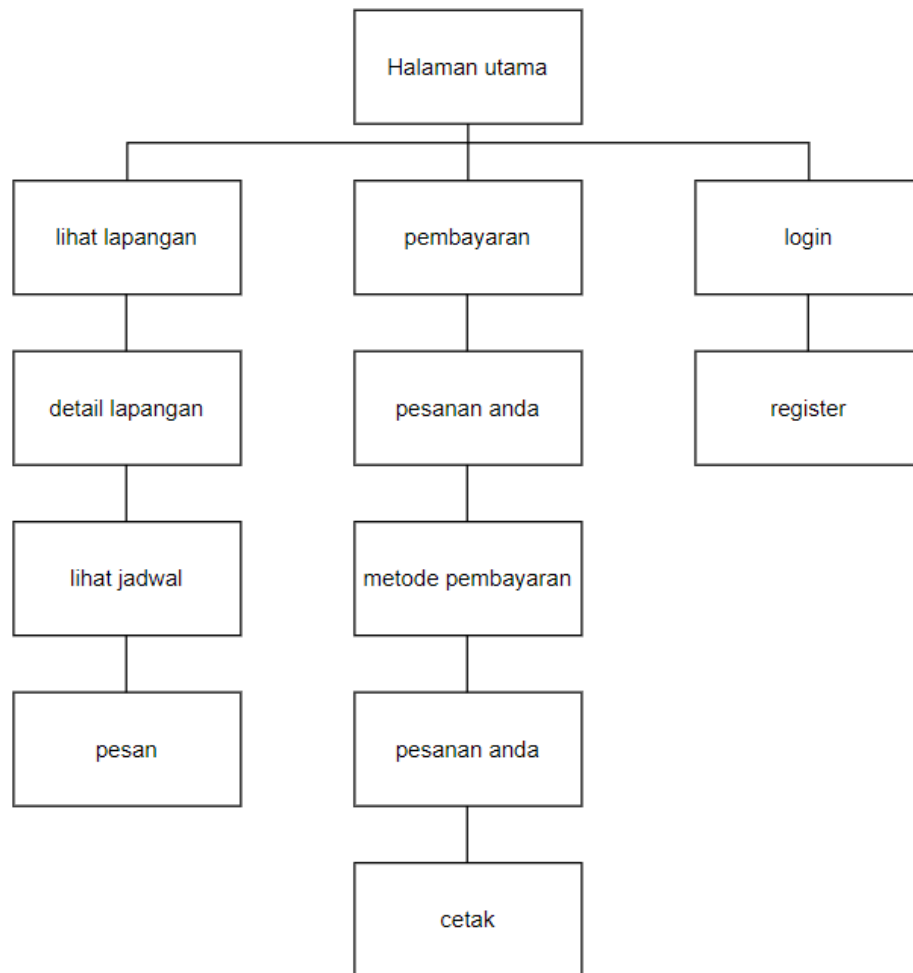 Halaman utama
lihat lapangan
pembayaran
login
detail lapangan
pesanan anda
register
lihat jadwal
metode pembayaran
pesan
pesanan anda
cetak